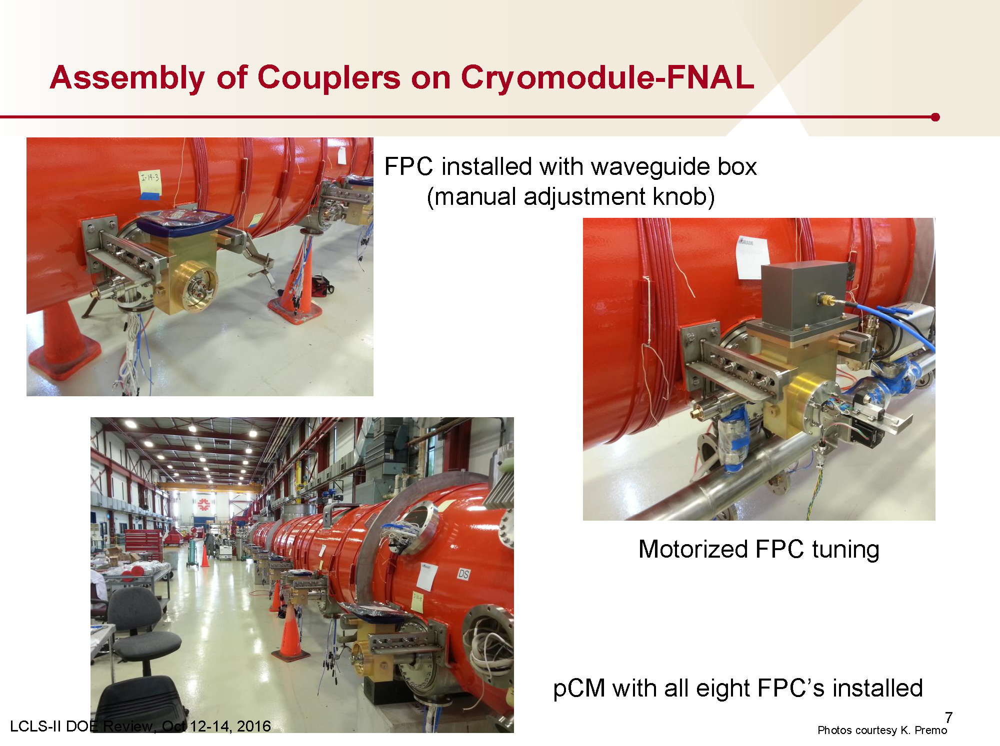 Assembly of Couplers on Cryomodule-FNAL
FPC installed with waveguide box
(manual adjustment knob)
I-14-3
Motorized FPC tuning
DS
pCM with all eight FPC’s installed
LCLS-II DOE Review, Oct 12-14, 2016
7
Photos courtesy K. Premo